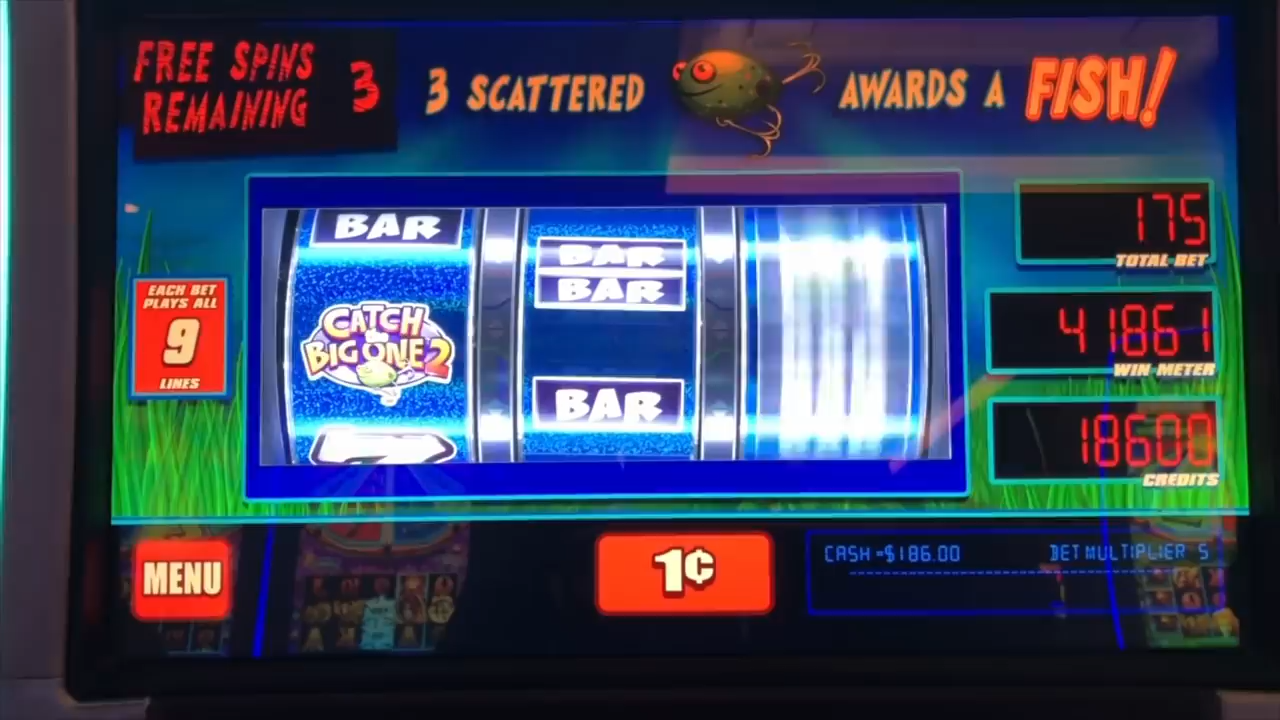 FREE SPINS
REMAINING
3
3 SCATTERED
AWARDS A
FISH!
EACH BET
PLAYS ALL
9
LINES
BAR
CATCH
the
BIG ONE 2
7
BAR
BAR
BAR
175
TOTAL BET
41861
WIN METER
18600
CREDITS
MENU
1¢
CASH =$186.00
BET MULTIPLIER 5